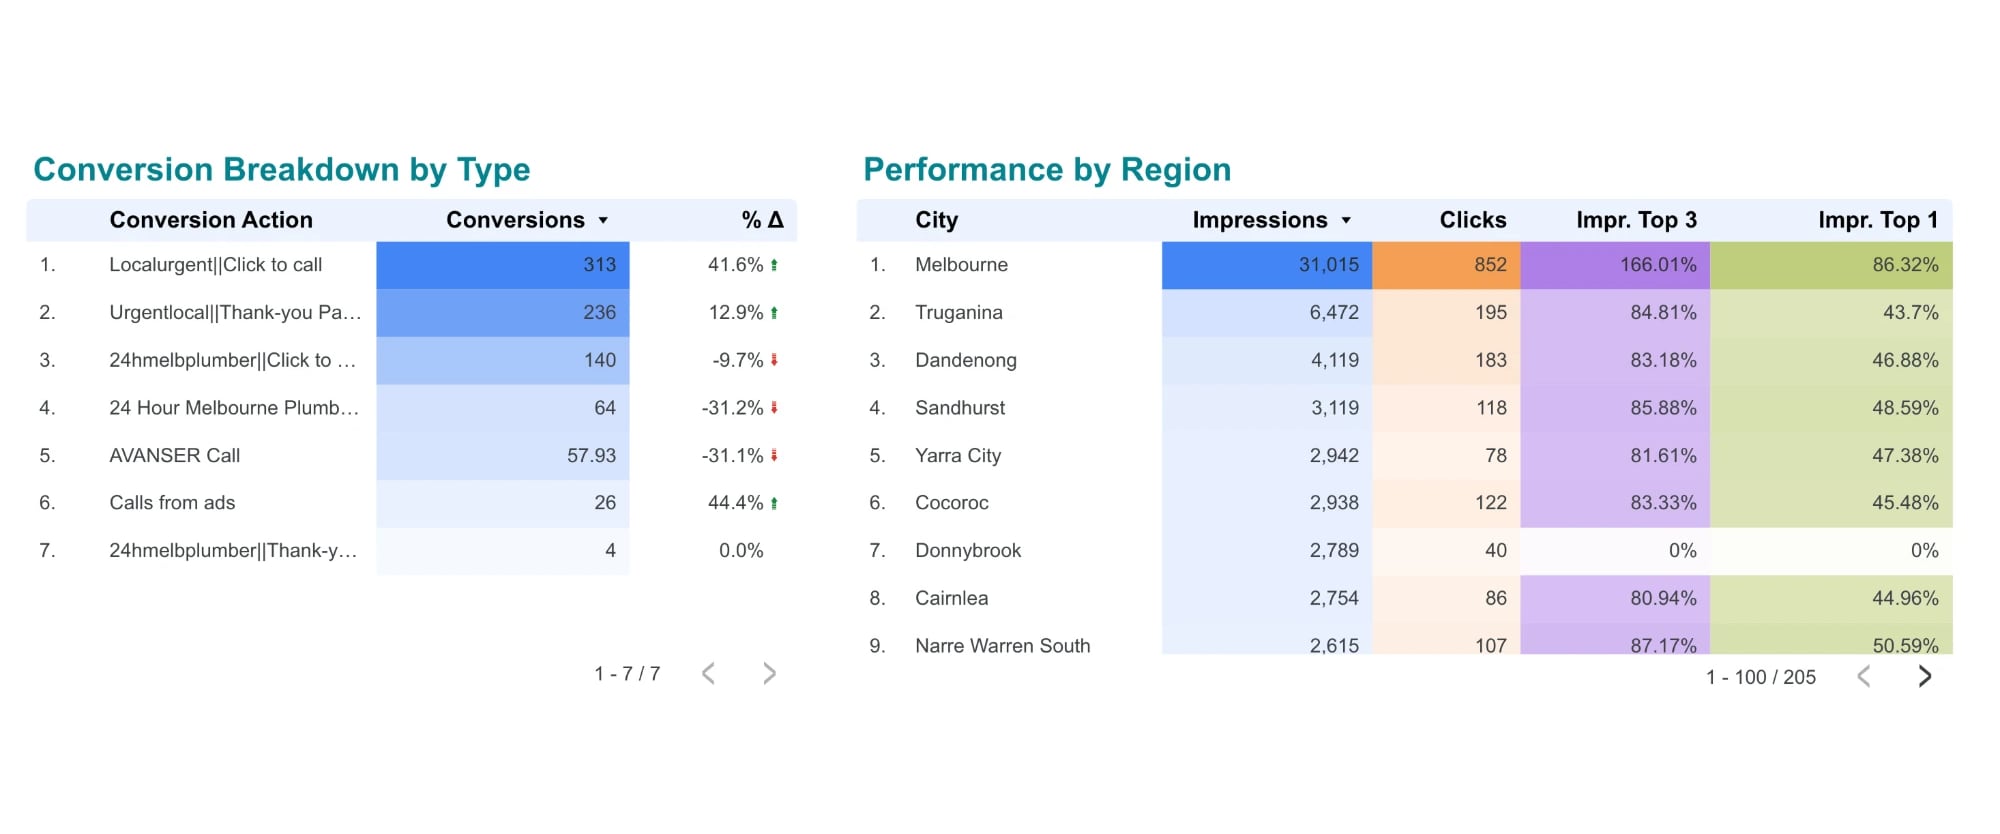 Conversion Breakdown by Type
Conversion Action Conversions % Δ
1. Localurgent||Click to call 313 41.6%
2. Urgentlocal||Thank-you Pa… 236 12.9%
3. 24hmelbplumber||Click to … 140 -9.7%
4. 24 Hour Melbourne Plumb… 64 -31.2%
5. AVANSER Call 57.93 -31.1%
6. Calls from ads 26 44.4%
7. 24hmelbplumber||Thank-y… 4 0.0%
1 - 7 / 7
Performance by Region
City Impressions Clicks Impr. Top 3 Impr. Top 1
1. Melbourne 31,015 852 166.01% 86.32%
2. Truganina 6,472 195 84.81% 43.7%
3. Dandenong 4,119 183 83.18% 46.88%
4. Sandhurst 3,119 118 85.88% 48.59%
5. Yarra City 2,942 78 81.61% 47.38%
6. Cocoroc 2,938 122 83.33% 45.48%
7. Donnybrook 2,789 40 0% 0%
8. Cairnlea 2,754 86 80.94% 44.96%
9. Narre Warren South 2,615 107 87.17% 50.59%
1 - 100 / 205